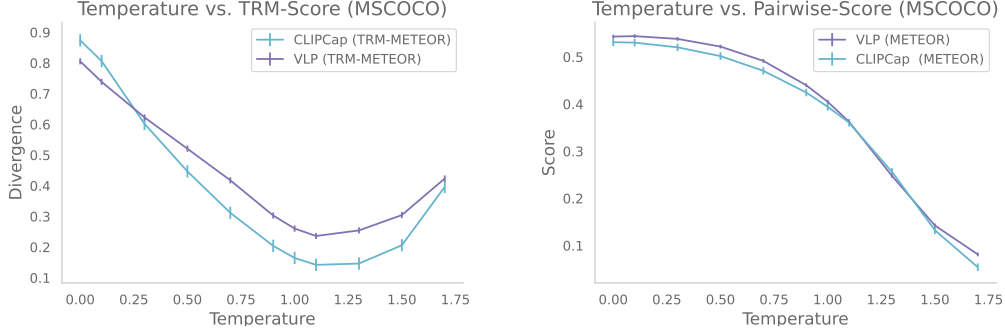 Temperature vs. TRM-Score (MSCOCO)
CLIPCap (TRM-METEOR)
VLP (TRM-METEOR)
0.9
0.8
0.7
0.6
0.5
0.4
0.3
0.2
0.1
Divergence
0.00 0.25 0.50 0.75 1.00 1.25 1.50 1.75
Temperature
Temperature vs. Pairwise-Score (MSCOCO)
VLP (METEOR)
CLIPCap (METEOR)
0.5
0.4
0.3
0.2
0.1
Score
0.00 0.25 0.50 0.75 1.00 1.25 1.50 1.75
Temperature